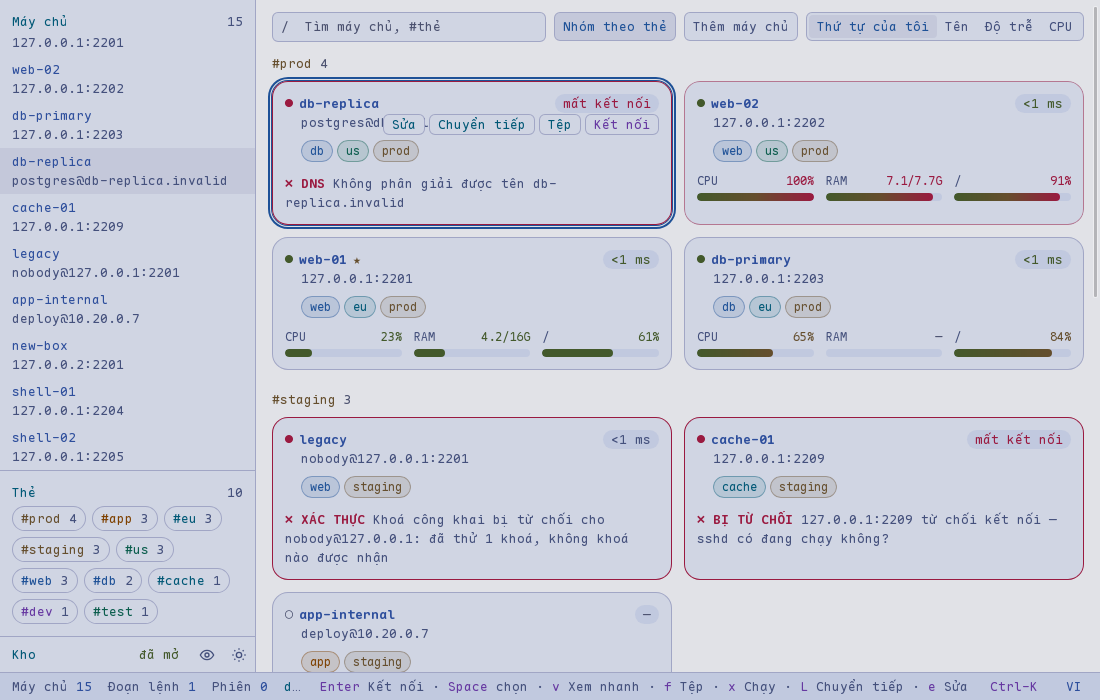 Máy chủ 15
127.0.0.1:2201
web-02
127.0.0.1:2202
db-primary
127.0.0.1:2203
db-replica
postgres@db-replica.invalid
cache-01
127.0.0.1:2209
legacy
nobody@127.0.0.1:2201
app-internal
deploy@10.20.0.7
new-box
127.0.0.2:2201
shell-01
127.0.0.1:2204
shell-02
127.0.0.1:2205
Thẻ 10
#prod 4 #app 3 #eu 3
#staging 3 #us 3
#web 3 #db 2 #cache 1
#dev 1 #test 1
Kho đã mở
/ Tìm máy chủ, #thẻ Nhóm theo thẻ Thêm máy chủ Thứ tự của tôi Tên Độ trễ CPU
#prod 4
db-replica mất kết nối
postgres@d Sửa Chuyển tiếp Tệp Kết nối
db us prod
× DNS Không phân giải được tên db-
replica.invalid
web-02 <1 ms
127.0.0.1:2202
web us prod
CPU 100% RAM 7.1/7.7G / 91%
web-01 ★ <1 ms
127.0.0.1:2201
web eu prod
CPU 23% RAM 4.2/16G / 61%
db-primary <1 ms
127.0.0.1:2203
db eu prod
CPU 65% RAM — / 84%
#staging 3
legacy <1 ms
nobody@127.0.0.1:2201
web staging
× XÁC THỰC Khoá công khai bị từ chối cho
nobody@127.0.0.1: đã thử 1 khoá, không khoá
nào được nhận
cache-01 mất kết nối
127.0.0.1:2209
cache staging
× BỊ TỪ CHỐI 127.0.0.1:2209 từ chối kết nối —
sshd có đang chạy không?
app-internal —
deploy@10.20.0.7
app staging
Máy chủ 15 Đoạn lệnh 1 Phiên 0 d… Enter Kết nối · Space chọn · v Xem nhanh · f Tệp · x Chạy · L Chuyển tiếp · e Sửa Ctrl-K VI